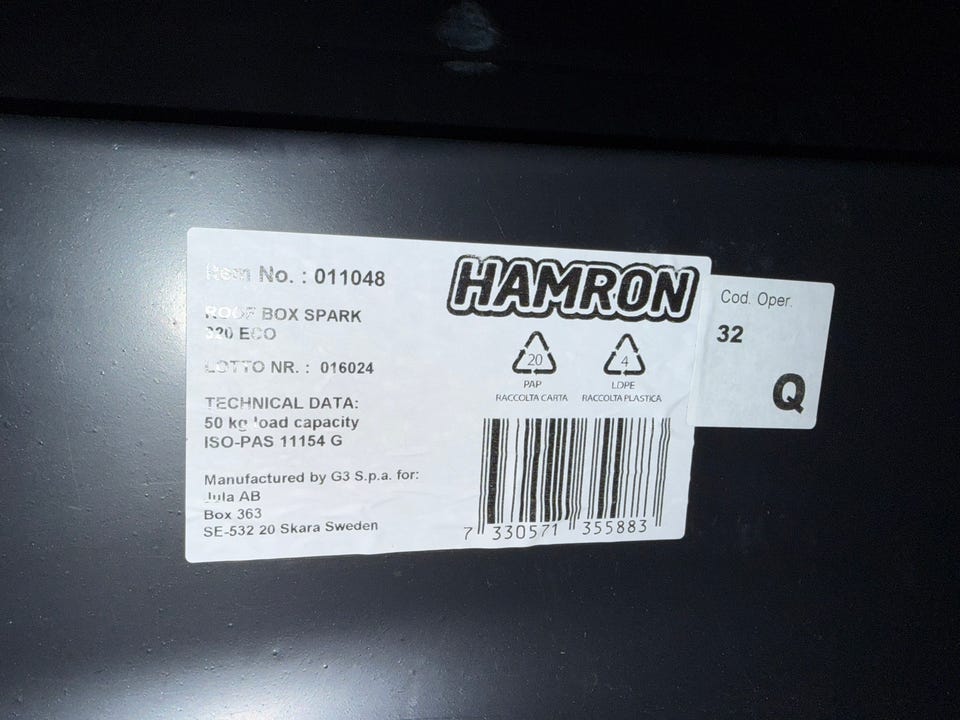 Item No. : 011048
ROOF BOX SPARK
320 ECO
LOTTO NR. : 016024
TECHNICAL DATA:
50 kg load capacity
ISO-PAS 11154 G
Manufactured by G3 S.p.a. for:
Jula AB
Box 363
SE-532 20 Skara Sweden
HAMRON
20
PAP
RACCOLTA CARTA
4
LDPE
RACCOLTA PLASTICA
7 330571 355883
Cod. Oper.
32
Q